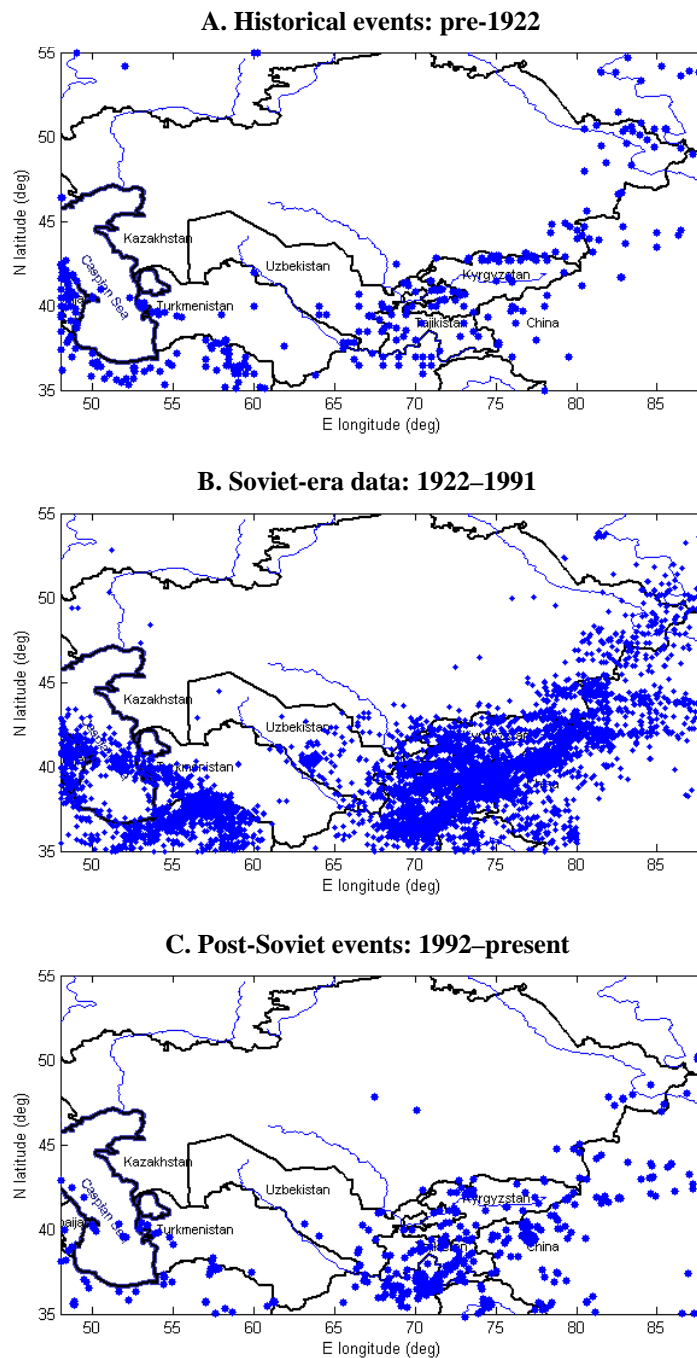 A. Historical events: pre-1922
55
50
45
40
35
N latitude (deg)
Kazakhstan
Caspian Sea
Uzbekistan
Turkmenistan
Kyrgyzstan
Tajikistan
China
50 55 60 65 70 75 80 85
E longitude (deg)
B. Soviet-era data: 1922–1991
55
50
45
40
35
N latitude (deg)
Kazakhstan
Uzbekistan
Turkmenistan
Kyrgyzstan
China
50 55 60 65 70 75 80 85
E longitude (deg)
C. Post-Soviet events: 1992–present
55
50
45
40
35
N latitude (deg)
Kazakhstan
Caspian Sea
Uzbekistan
Turkmenistan
Kyrgyzstan
China
50 55 60 65 70 75 80 85
E longitude (deg)